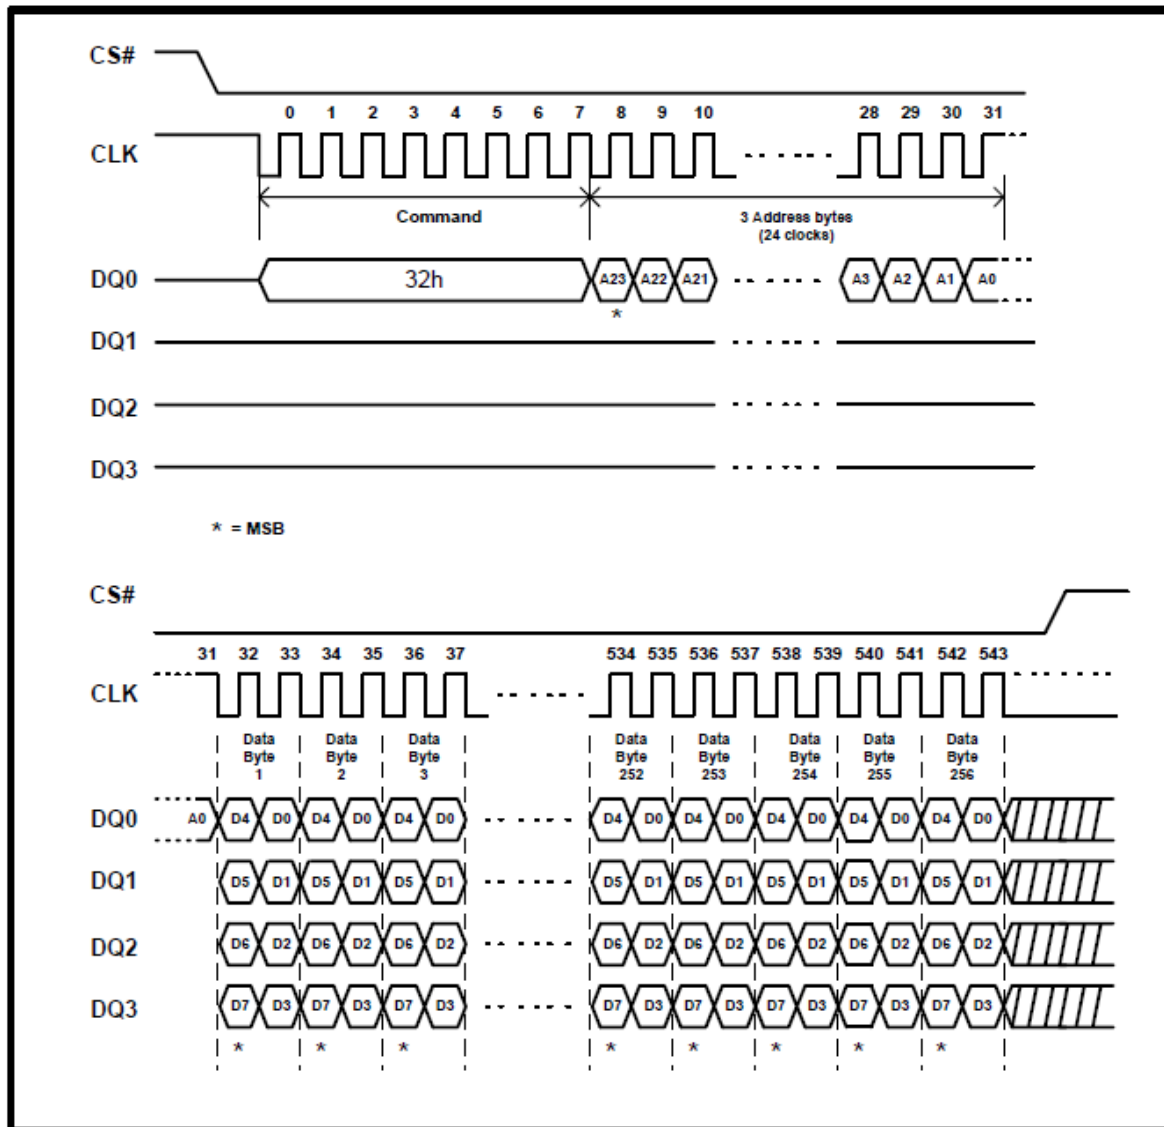 CS#
0 1 2 3 4 5 6 7 8 9 10 28 29 30 31
CLK
Command
3 Address bytes
(24 clocks)
DQ0 32h A23 A22 A21 A3 A2 A1 A0
*
DQ1
DQ2
DQ3
* = MSB
CS#
31 32 33 34 35 36 37 534 535 536 537 538 539 540 541 542 543
CLK
Data Data Data Data Data Data Data Data
Byte Byte Byte Byte Byte Byte Byte Byte
1 2 3 252 253 254 255 256
DQ0 A0 D4 D0 D4 D0 D4 D0 D4 D0 D4 D0 D4 D0 D4 D0 D4 D0
DQ1 D5 D1 D5 D1 D5 D1 D5 D1 D5 D1 D5 D1 D5 D1 D5 D1
DQ2 D6 D2 D6 D2 D6 D2 D6 D2 D6 D2 D6 D2 D6 D2 D6 D2
DQ3 D7 D3 D7 D3 D7 D3 D7 D3 D7 D3 D7 D3 D7 D3 D7 D3
* * * * * * * *